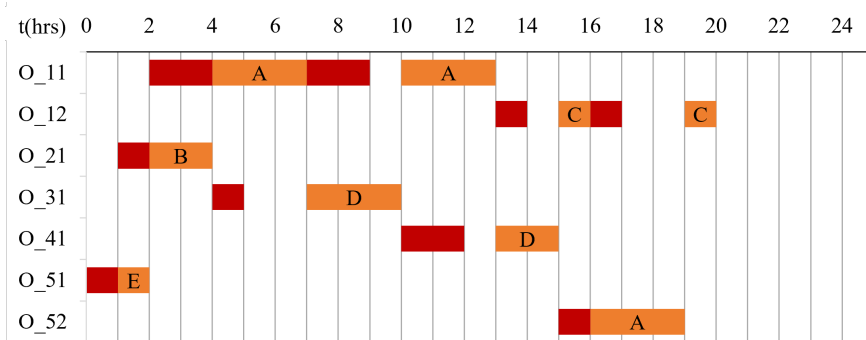 t(hrs) 0 2 4 6 8 10 12 14 16 18 20 22 24
O_11 A A
O_12 C C
O_21 B
O_31 D
O_41 D
O_51 E
O_52 A